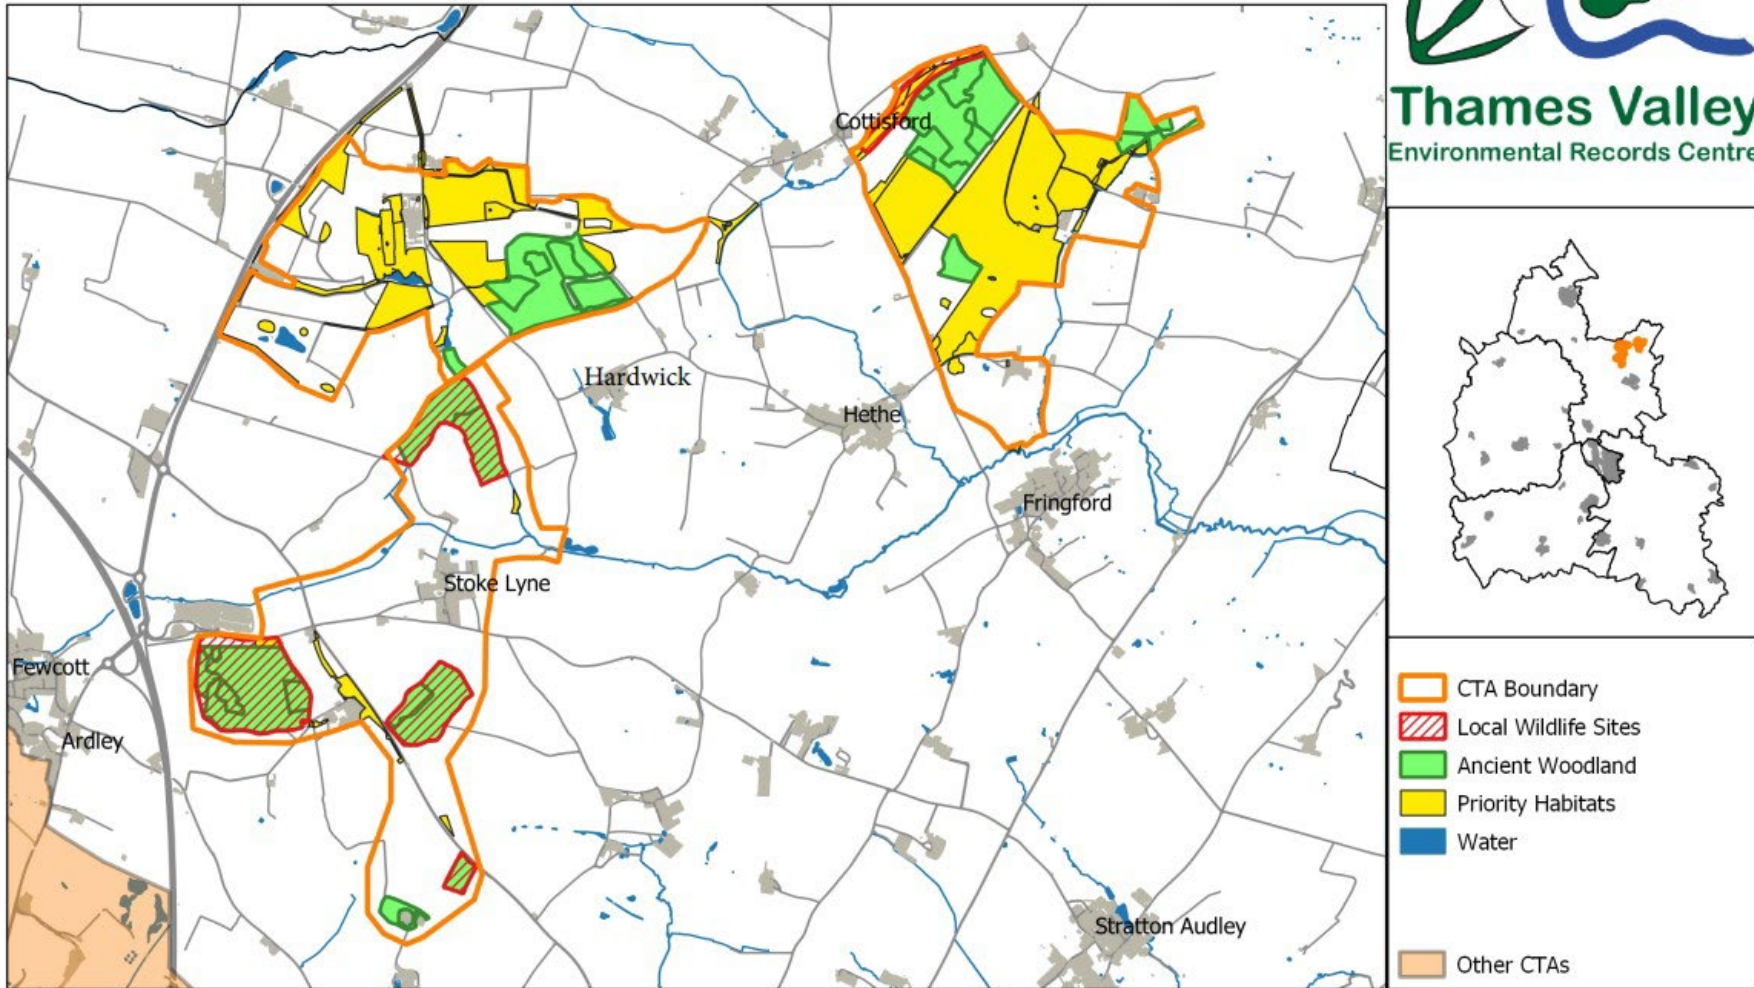 Thames Valley
Environmental Records Centre
Cottisford
Hardwick
Hethe
Fringford
Stoke Lyne
Fewcott
Ardley
Stratton Audley
CTA Boundary
Local Wildlife Sites
Ancient Woodland
Priority Habitats
Water
Other CTAs